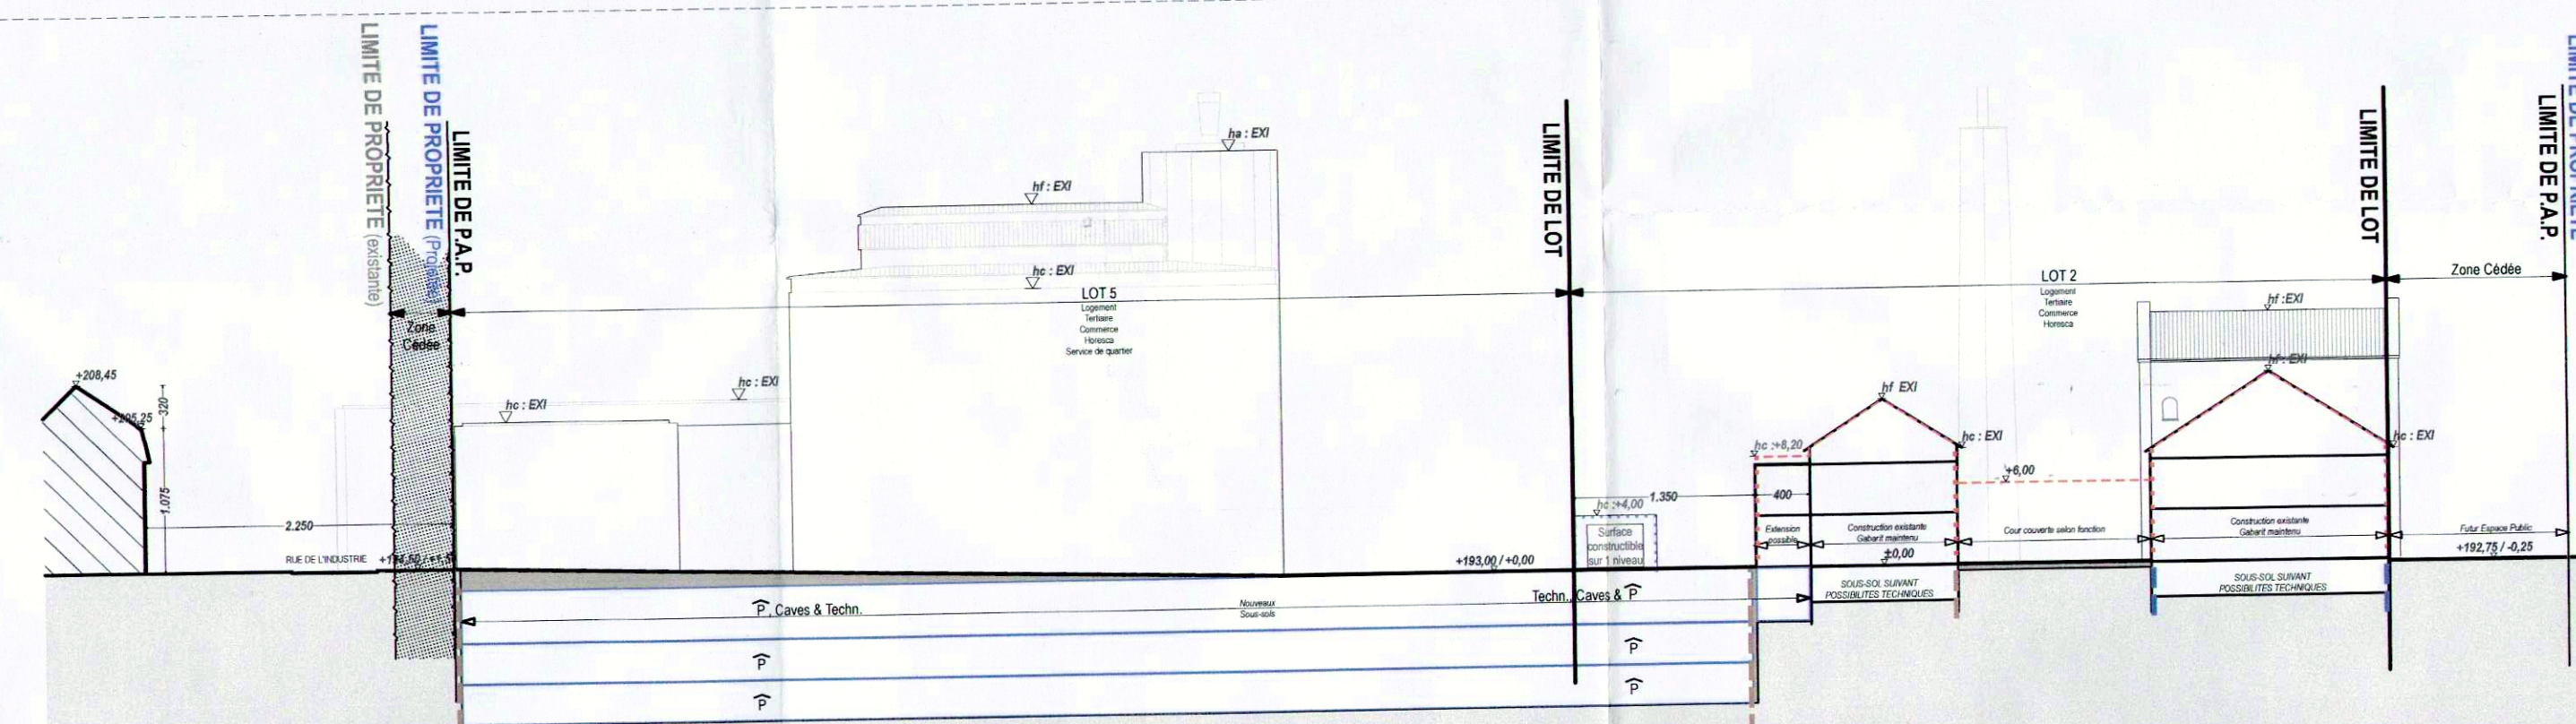 LIMITE DE PROPRIETE (existante)
LIMITE DE PROPRIETE (Projetée)
LIMITE DE P.A.P.
Zone
Cédée
+208,45
+205,25
320
1.075
2.250
RUE DE L'INDUSTRIE
hc : EXI
hc : EXI
hf : EXI
hc : EXI
ha : EXI
LOT 5
Logement
Tertiaire
Commerce
Horesca
Service de quartier
LIMITE DE LOT
+193,00 / +0,00
P, Caves & Techn.
Nouveaux
Sous-sols
Techn., Caves & P
P
P
P
P
hc :+4,00
1.350
Surface
constructible
sur 1 niveau
hc :+8,20
400
Extension
possible
hf EXI
hc : EXI
Construction existante
Gabarit maintenu
±0,00
SOUS-SOL SUIVANT
POSSIBILITES TECHNIQUES
+6,00
Cour couverte selon fonction
LOT 2
Logement
Tertiaire
Commerce
Horesca
hf :EXI
hf : EXI
hc : EXI
Construction existante
Gabarit maintenu
SOUS-SOL SUIVANT
POSSIBILITES TECHNIQUES
LIMITE DE LOT
Zone Cédée
Futur Espace Public
+192,75 / -0,25
LIMITE DE P.A.P.
LIMITE DE PROPRIETE